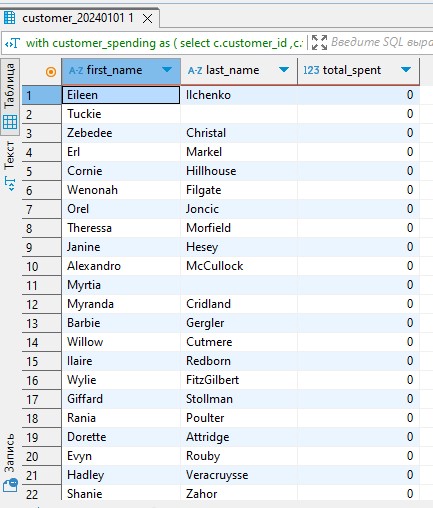 customer_20240101 1
with customer_spending as ( select c.customer_id ,c. Введите SQL выра
Таблица
Текст
Запись
first_name last_name 123 total_spent
1 Eileen Ilchenko 0
2 Tuckie 0
3 Zebedee Christal 0
4 Erl Markel 0
5 Cornie Hillhouse 0
6 Wenonah Filgate 0
7 Orel Joncic 0
8 Theressa Morfield 0
9 Janine Hesey 0
10 Alexandro McCullock 0
11 Myrtia 0
12 Myranda Cridland 0
13 Barbie Gergler 0
14 Willow Cutmere 0
15 Ilaire Redborn 0
16 Wylie FitzGilbert 0
17 Giffard Stollman 0
18 Rania Poulter 0
19 Dorette Attridge 0
20 Evyn Rouby 0
21 Hadley Veracruysse 0
22 Shanie Zahor 0